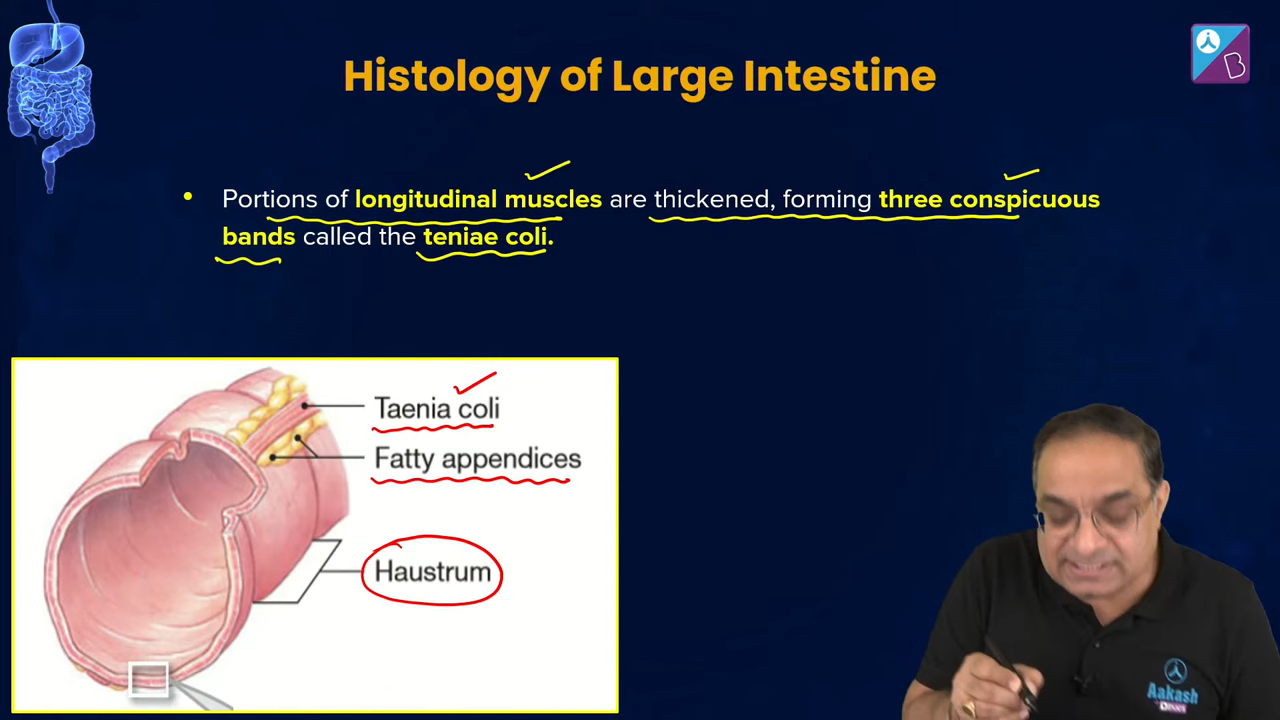 Histology of Large Intestine
• Portions of longitudinal muscles are thickened, forming three conspicuous
bands called the teniae coli.
Taenia coli
Fatty appendices
Haustrum
Aakash